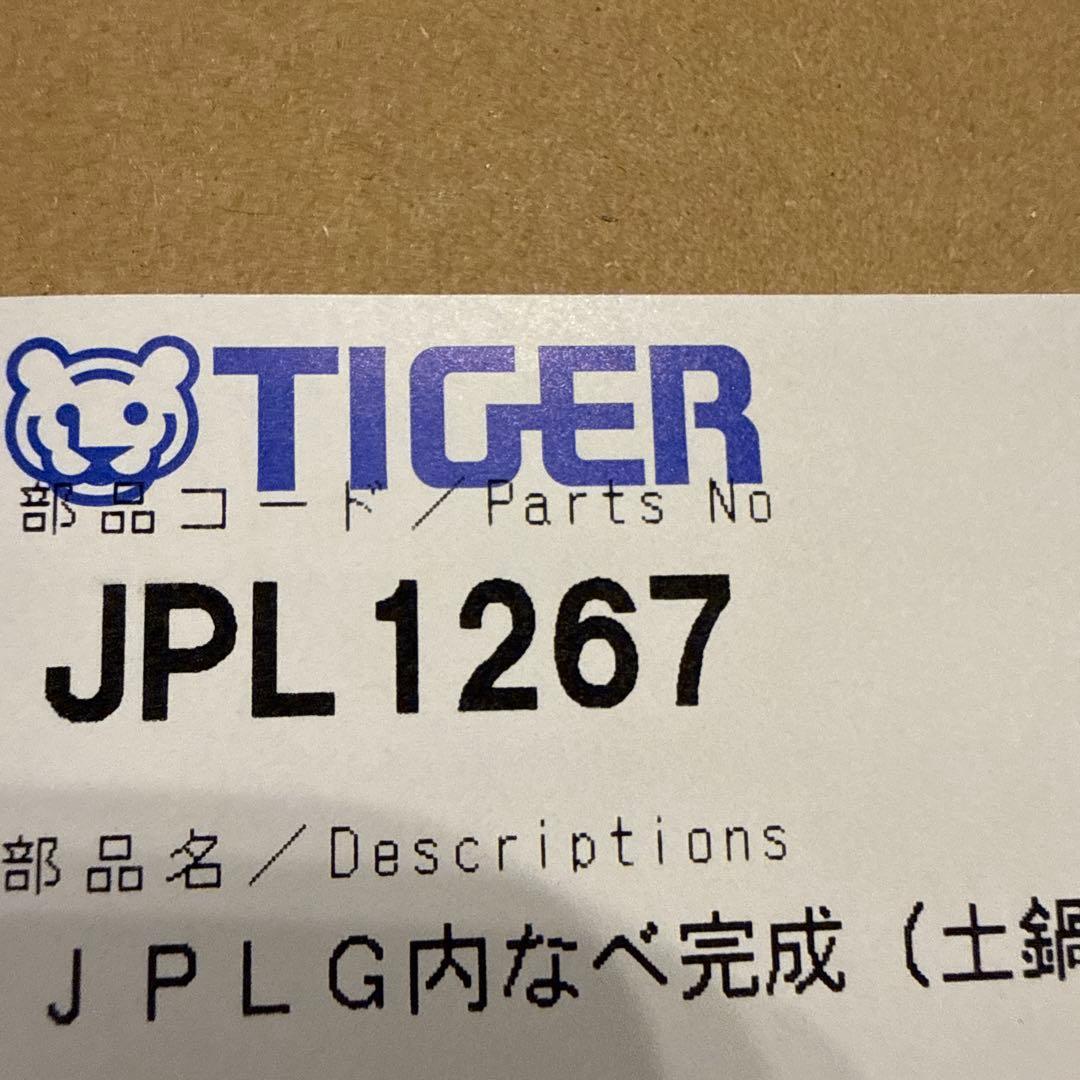 TIGER
部品コード／Parts No
JPL1267
部品名／Descriptions
ＪＰＬＧ内なべ完成（土鍋